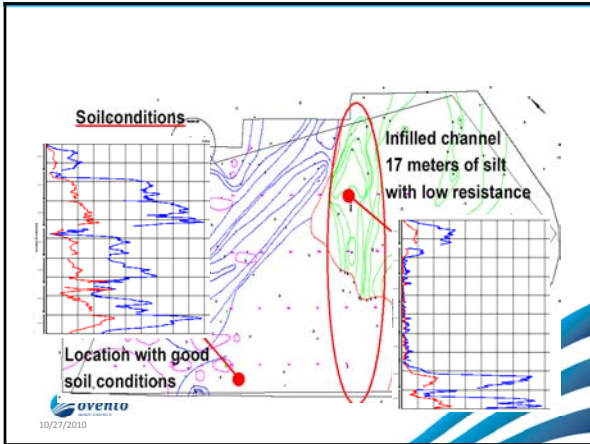 Soilconditions
Infilled channel
17 meters of silt
with low resistance
Location with good
soil conditions
ovento
10/27/2010